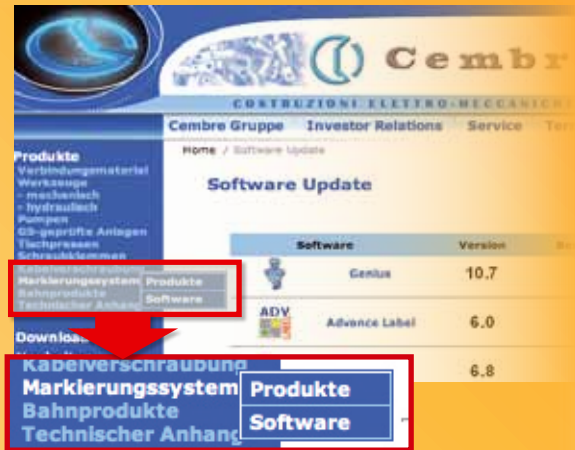 Cembr
COSTRUZIONI ELETTRO-MECCANICHE
Cembre Gruppe Investor Relations Service
Home / Software Update
Produkte
Verbindungsmaterial
Werkzeuge
- mechanisch
- hydraulisch
Pumpen
GS-geprüfte Anlagen
Tischpressen
Schraubklemmen
Kabelverschraubung
Markierungssystem Produkte
Bahnprodukte Software
Technischer Anhang
Software Update
Software Version
Genius 10.7
ADV
Advance Label 6.0
6.8
Download
Kabelverschraubung
Markierungssystem Produkte
Bahnprodukte Software
Technischer Anhang